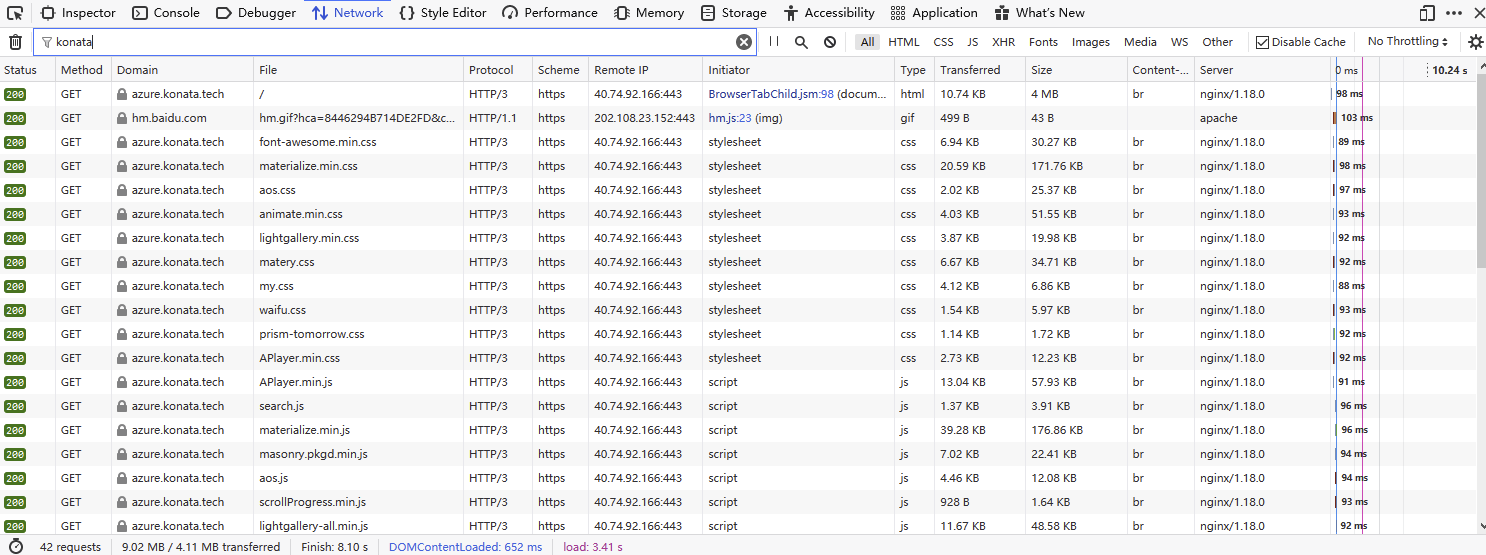 Inspector Console Debugger Network Style Editor Performance Memory Storage Accessibility Application What's New
konata All HTML CSS JS XHR Fonts Images Media WS Other Disable Cache No Throttling
Status Method Domain File Protocol Scheme Remote IP Initiator Type Transferred Size Content-... Server 0 ms 10.24 s
200 GET azure.konata.tech / HTTP/3 https 40.74.92.166:443 BrowserTabChild.jsm:98 (docum... html 10.74 KB 4 MB br nginx/1.18.0 98 ms
200 GET hm.baidu.com hm.gif?hca=8446294B714DE2FD&c... HTTP/1.1 https 202.108.23.152:443 hm.js:23 (img) gif 499 B 43 B apache 103 ms
200 GET azure.konata.tech font-awesome.min.css HTTP/3 https 40.74.92.166:443 stylesheet css 6.94 KB 30.27 KB br nginx/1.18.0 89 ms
200 GET azure.konata.tech materialize.min.css HTTP/3 https 40.74.92.166:443 stylesheet css 20.59 KB 171.76 KB br nginx/1.18.0 98 ms
200 GET azure.konata.tech aos.css HTTP/3 https 40.74.92.166:443 stylesheet css 2.02 KB 25.37 KB br nginx/1.18.0 97 ms
200 GET azure.konata.tech animate.min.css HTTP/3 https 40.74.92.166:443 stylesheet css 4.03 KB 51.55 KB br nginx/1.18.0 93 ms
200 GET azure.konata.tech lightgallery.min.css HTTP/3 https 40.74.92.166:443 stylesheet css 3.87 KB 19.98 KB br nginx/1.18.0 92 ms
200 GET azure.konata.tech matery.css HTTP/3 https 40.74.92.166:443 stylesheet css 6.67 KB 34.71 KB br nginx/1.18.0 92 ms
200 GET azure.konata.tech my.css HTTP/3 https 40.74.92.166:443 stylesheet css 4.12 KB 6.86 KB br nginx/1.18.0 88 ms
200 GET azure.konata.tech waifu.css HTTP/3 https 40.74.92.166:443 stylesheet css 1.54 KB 5.97 KB br nginx/1.18.0 93 ms
200 GET azure.konata.tech prism-tomorrow.css HTTP/3 https 40.74.92.166:443 stylesheet css 1.14 KB 1.72 KB br nginx/1.18.0 92 ms
200 GET azure.konata.tech APlayer.min.css HTTP/3 https 40.74.92.166:443 stylesheet css 2.73 KB 12.23 KB br nginx/1.18.0 92 ms
200 GET azure.konata.tech APlayer.min.js HTTP/3 https 40.74.92.166:443 script js 13.04 KB 57.93 KB br nginx/1.18.0 91 ms
200 GET azure.konata.tech search.js HTTP/3 https 40.74.92.166:443 script js 1.37 KB 3.91 KB br nginx/1.18.0 96 ms
200 GET azure.konata.tech materialize.min.js HTTP/3 https 40.74.92.166:443 script js 39.28 KB 176.86 KB br nginx/1.18.0 96 ms
200 GET azure.konata.tech masonry.pkgd.min.js HTTP/3 https 40.74.92.166:443 script js 7.02 KB 22.41 KB br nginx/1.18.0 94 ms
200 GET azure.konata.tech aos.js HTTP/3 https 40.74.92.166:443 script js 4.46 KB 12.08 KB br nginx/1.18.0 94 ms
200 GET azure.konata.tech scrollProgress.min.js HTTP/3 https 40.74.92.166:443 script js 928 B 1.64 KB br nginx/1.18.0 93 ms
200 GET azure.konata.tech lightgallery-all.min.js HTTP/3 https 40.74.92.166:443 script js 11.67 KB 48.58 KB br nginx/1.18.0 92 ms
42 requests 9.02 MB / 4.11 MB transferred Finish: 8.10 s DOMContentLoaded: 652 ms load: 3.41 s